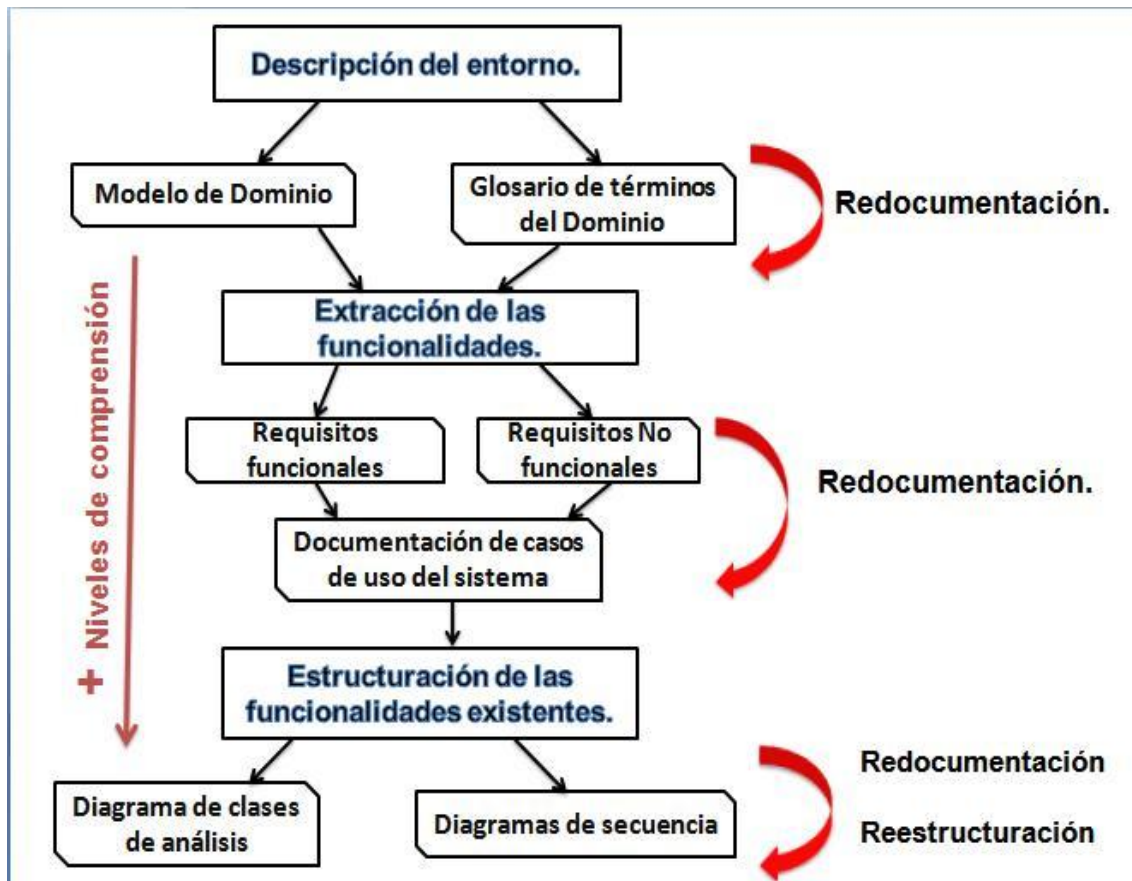 Descripción del entorno.
Modelo de Dominio
Glosario de términos
del Dominio
Redocumentación.
Extracción de las
funcionalidades.
+ Niveles de comprensión
Requisitos
funcionales
Requisitos No
funcionales
Redocumentación.
Documentación de casos
de uso del sistema
Estructuración de las
funcionalidades existentes.
Diagrama de clases
de análisis
Diagramas de secuencia
Redocumentación
Reestructuración